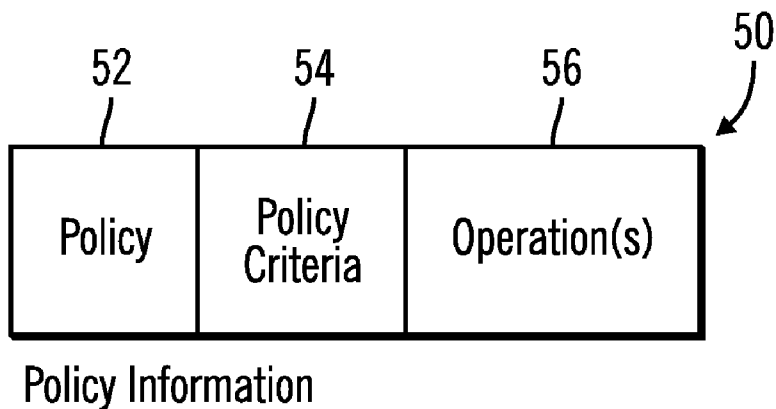 50
52
54
56
Policy
Policy
Criteria
Operation(s)
Policy Information